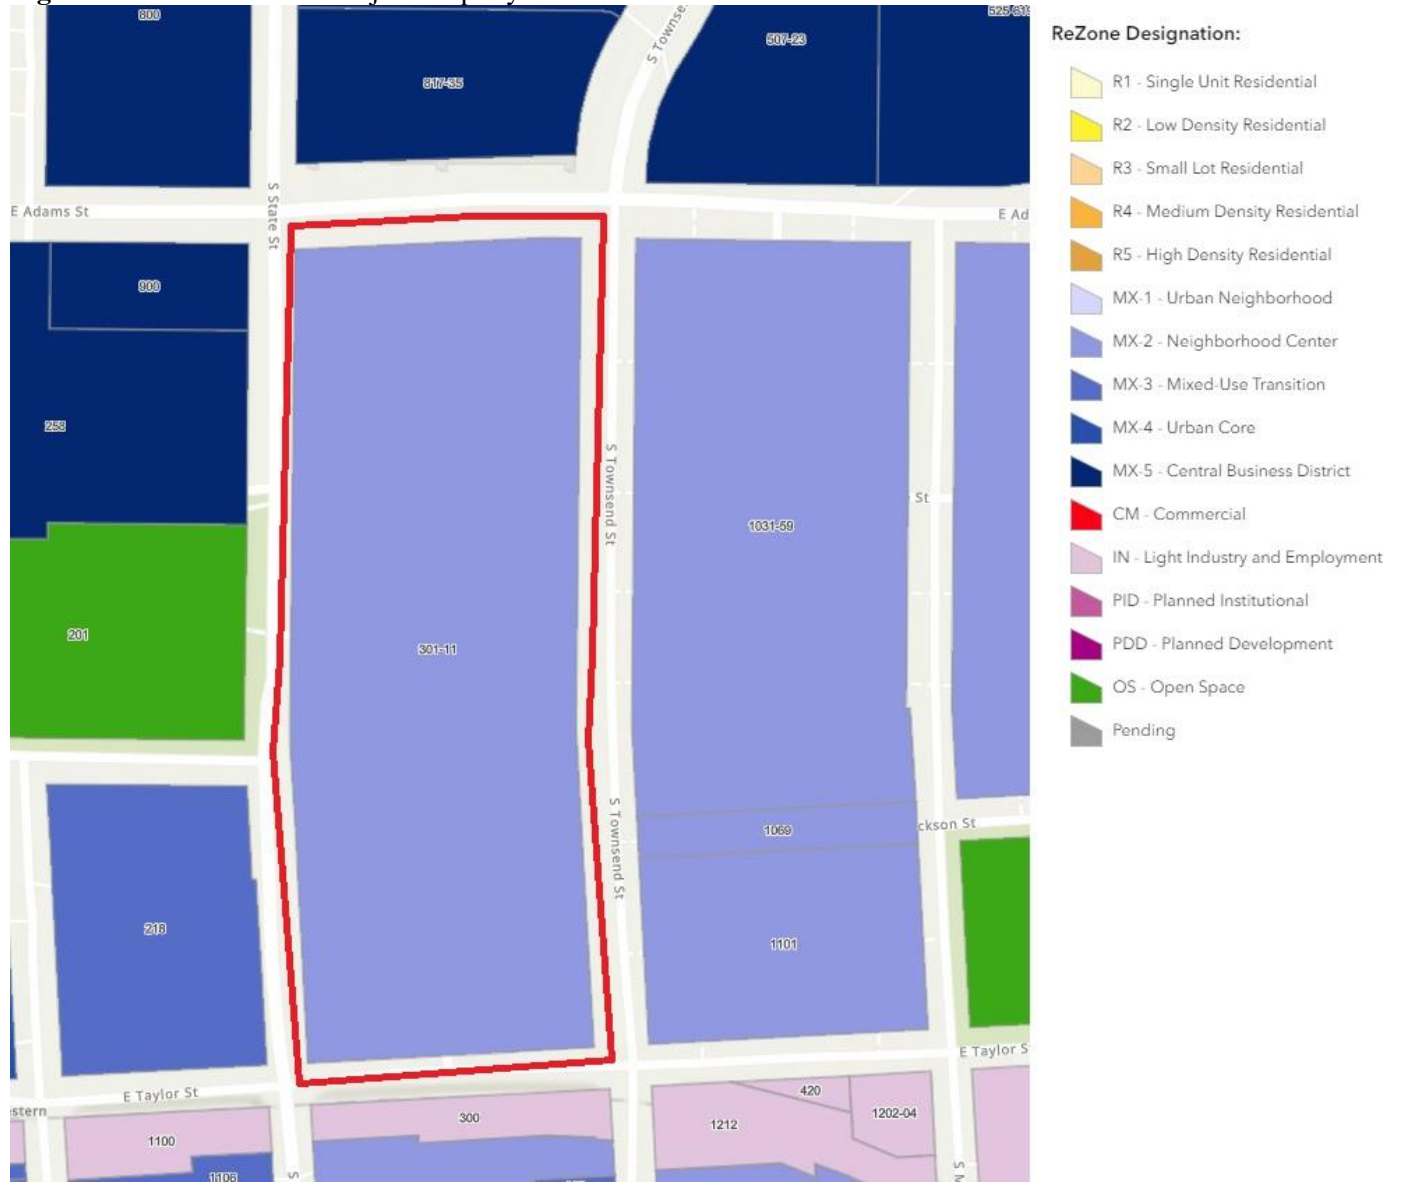 800
817-35
S Townse
507-23
E Adams St
S State St
E Ad
900
258
201
301-11
S Townsend St
1031-59
St
S Townsend St
1069
ckson St
218
1101
E Taylor St
E Taylor S
stern
1100
300
1212
420
1202-04
1106
S
S
ReZone Designation:
R1 - Single Unit Residential
R2 - Low Density Residential
R3 - Small Lot Residential
R4 - Medium Density Residential
R5 - High Density Residential
MX-1 - Urban Neighborhood
MX-2 - Neighborhood Center
MX-3 - Mixed-Use Transition
MX-4 - Urban Core
MX-5 - Central Business District
CM - Commercial
IN - Light Industry and Employment
PID - Planned Institutional
PDD - Planned Development
OS - Open Space
Pending